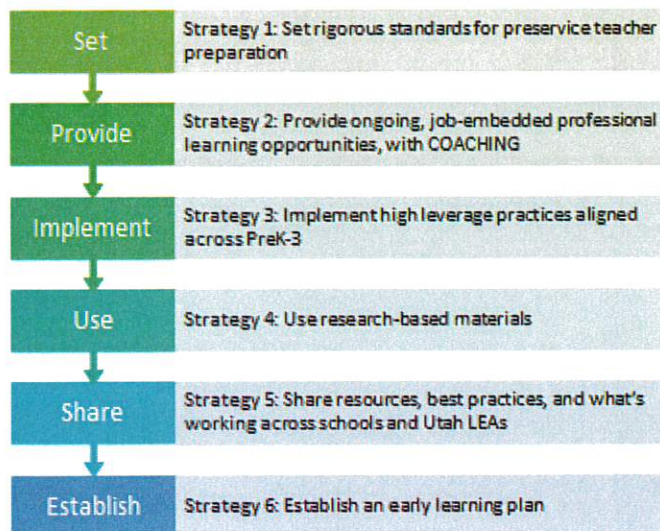 Set
Strategy 1: Set rigorous standards for preservice teacher
preparation
Provide
Strategy 2: Provide ongoing, job-embedded professional
learning opportunities, with COACHING
Implement
Strategy 3: Implement high leverage practices aligned
across PreK-3
Use
Strategy 4: Use research-based materials
Share
Strategy 5: Share resources, best practices, and what's
working across schools and Utah LEAs
Establish
Strategy 6: Establish an early learning plan